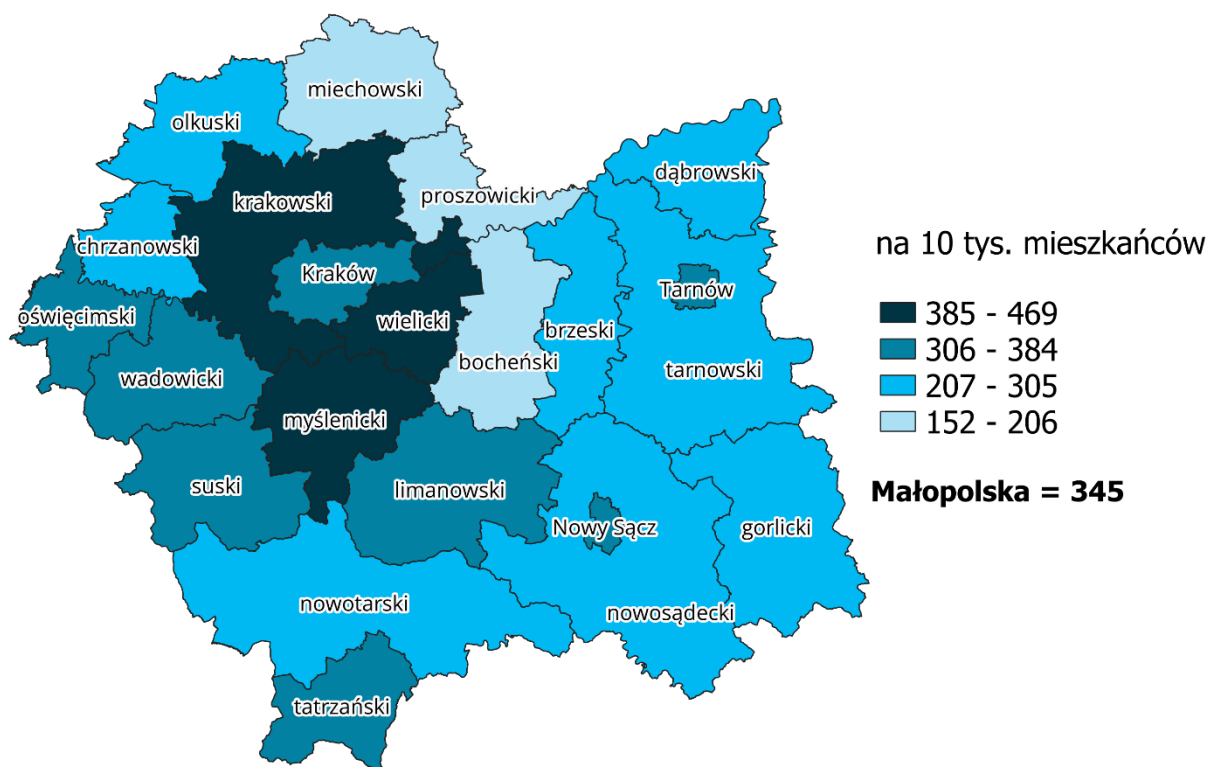 miechowski
olkuski
dąbrowski
proszowicki
krakowski
chrzanowski
Kraków
Tarnów
oświęcimski
wielicki
brzeski
bocheński
tarnowski
wadowicki
myślenicki
suski
limanowski
Nowy Sącz
gorlicki
nowotarski
nowosądecki
tatrzański
na 10 tys. mieszkańców
385 - 469
306 - 384
207 - 305
152 - 206
Małopolska = 345